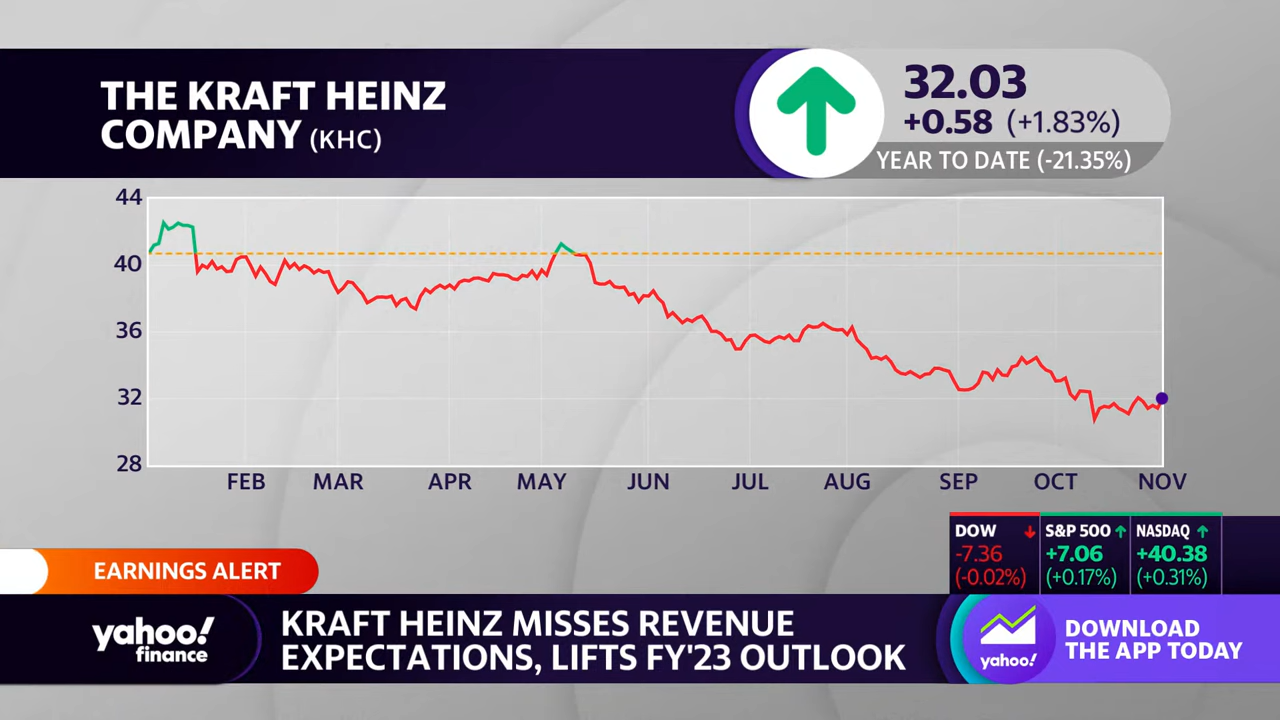 THE KRAFT HEINZ
COMPANY (KHC)
32.03
+0.58 (+1.83%)
YEAR TO DATE (-21.35%)
44
40
36
32
28
FEB MAR APR MAY JUN JUL AUG SEP OCT NOV
DOW
-7.36
(-0.02%)
S&P 500
+7.06
(+0.17%)
NASDAQ
+40.38
(+0.31%)
EARNINGS ALERT
yahoo!
finance
KRAFT HEINZ MISSES REVENUE
EXPECTATIONS, LIFTS FY'23 OUTLOOK
yahoo!
DOWNLOAD
THE APP TODAY